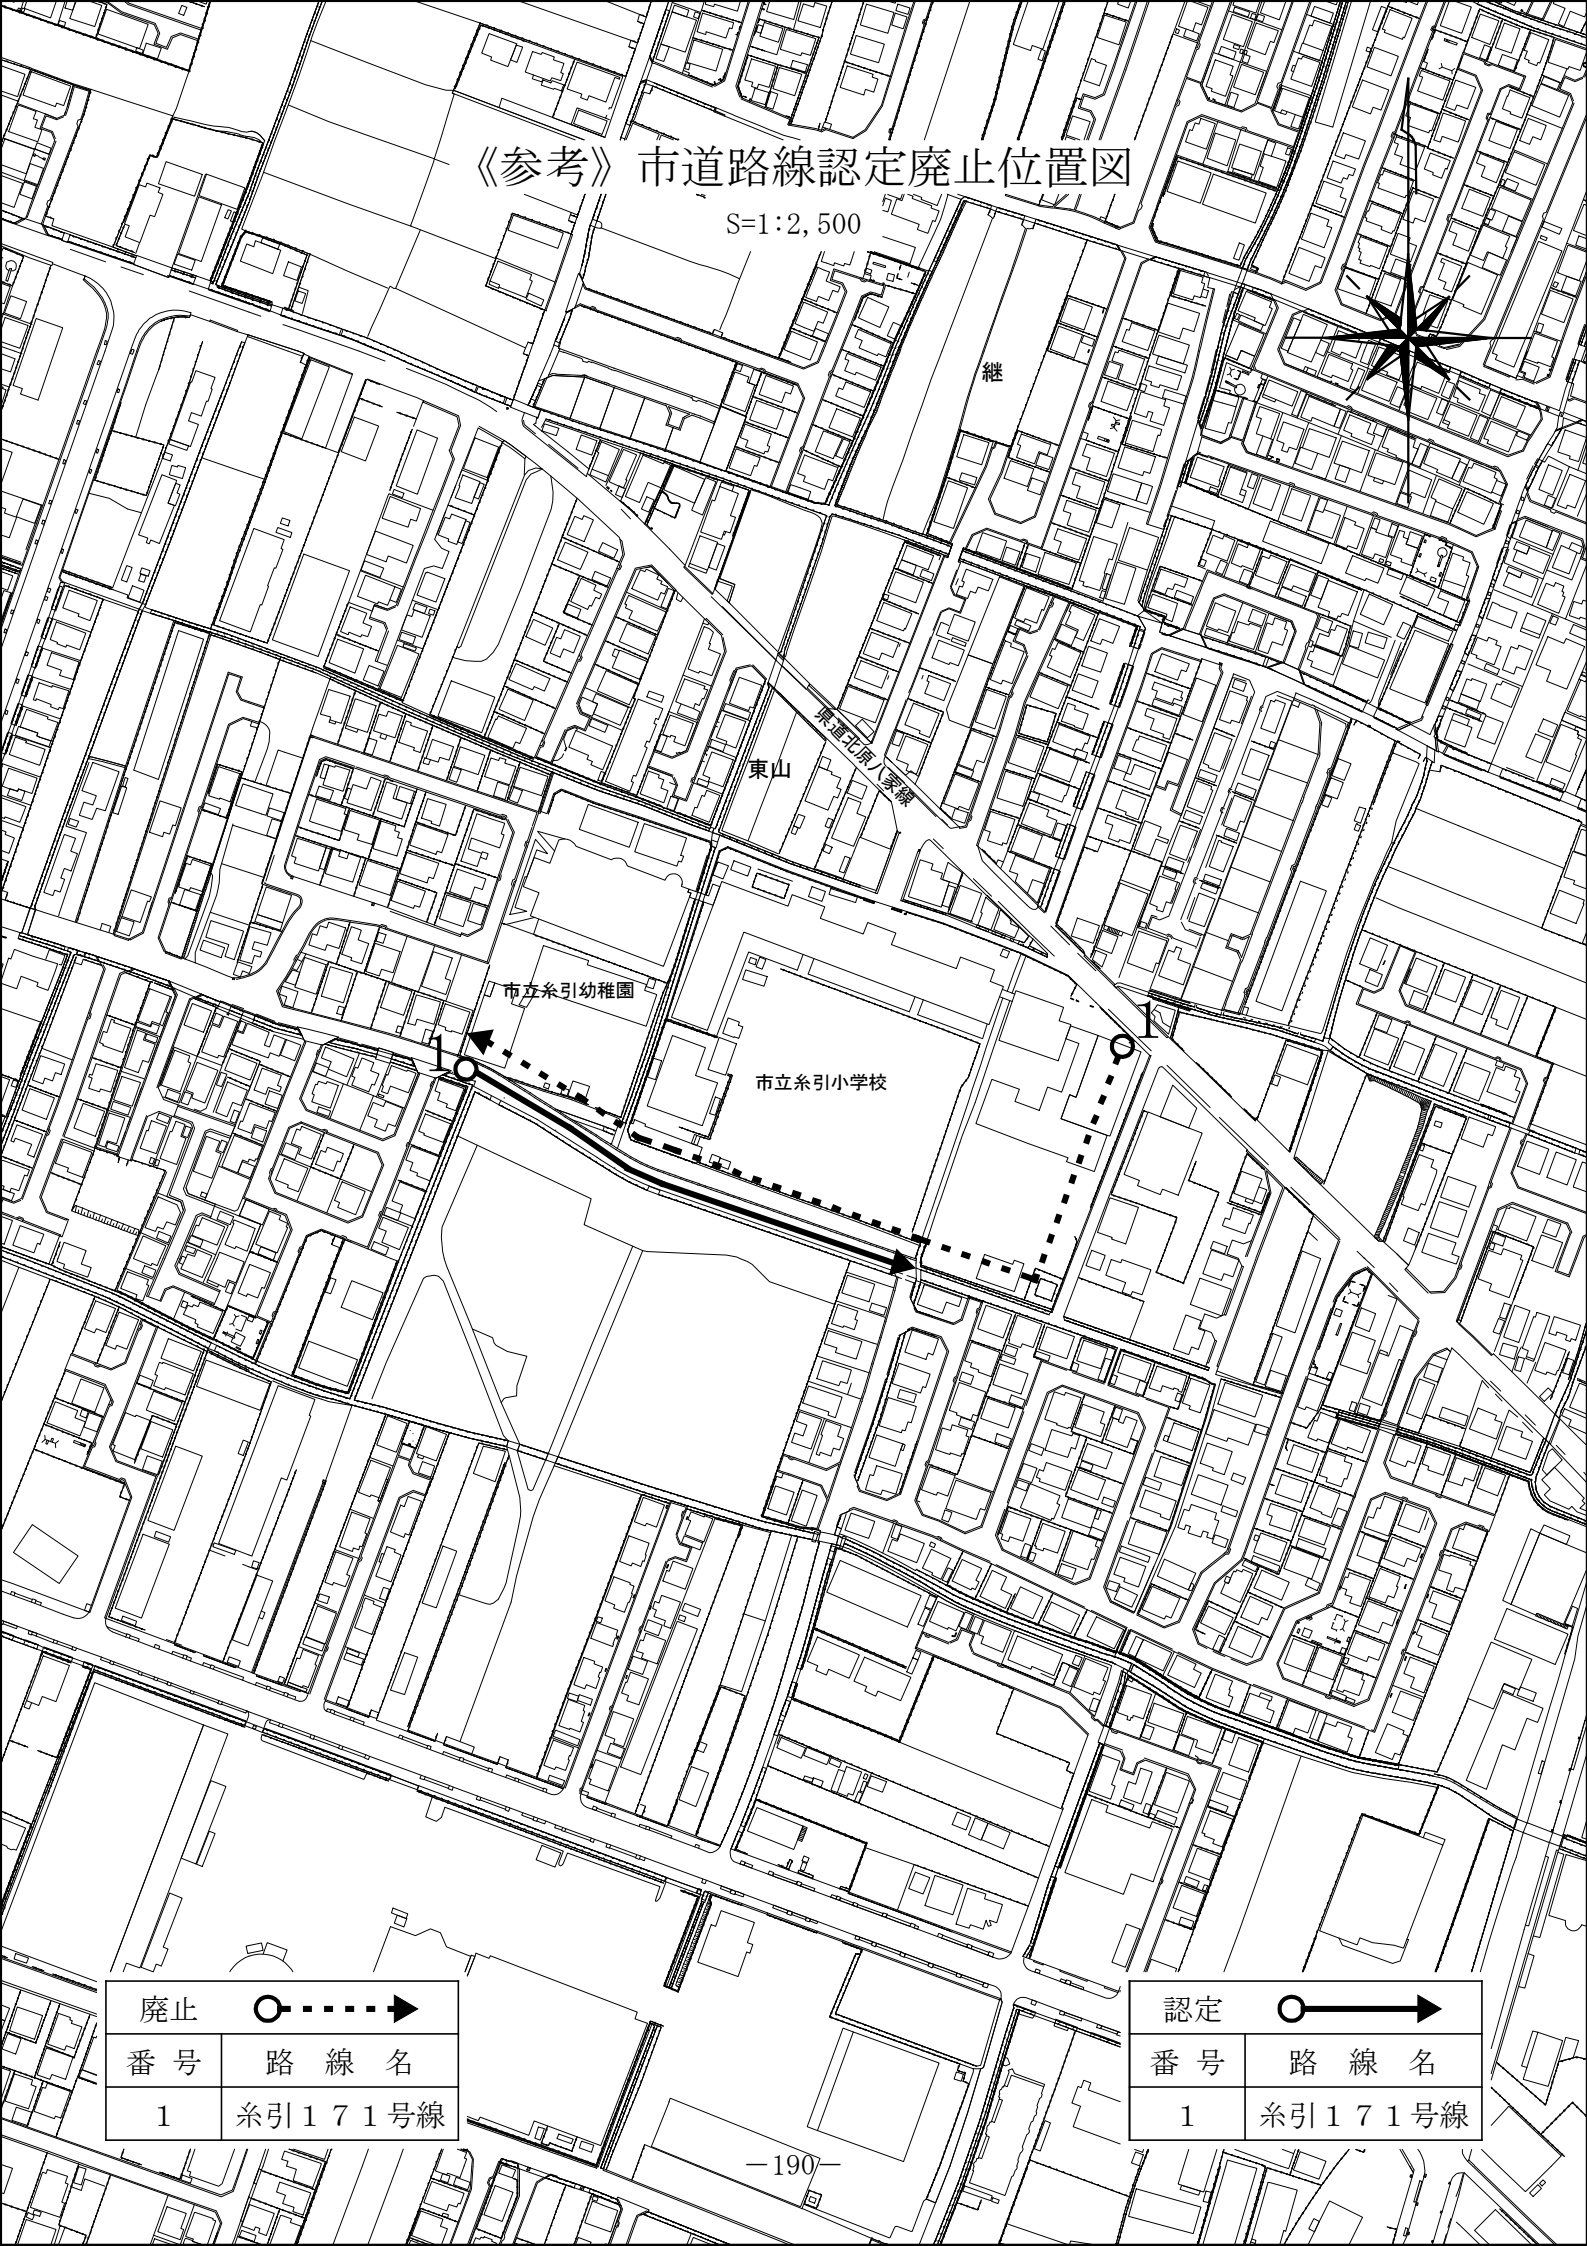 《参考》市道路線認定廃止位置図
S=1:2,500
継
県道北原八家線
東山
市立糸引幼稚園
1
1
市立糸引小学校
廃止
番 号 路 線 名
1 糸引１７１号線
認定
番 号 路 線 名
1 糸引１７１号線
－190－